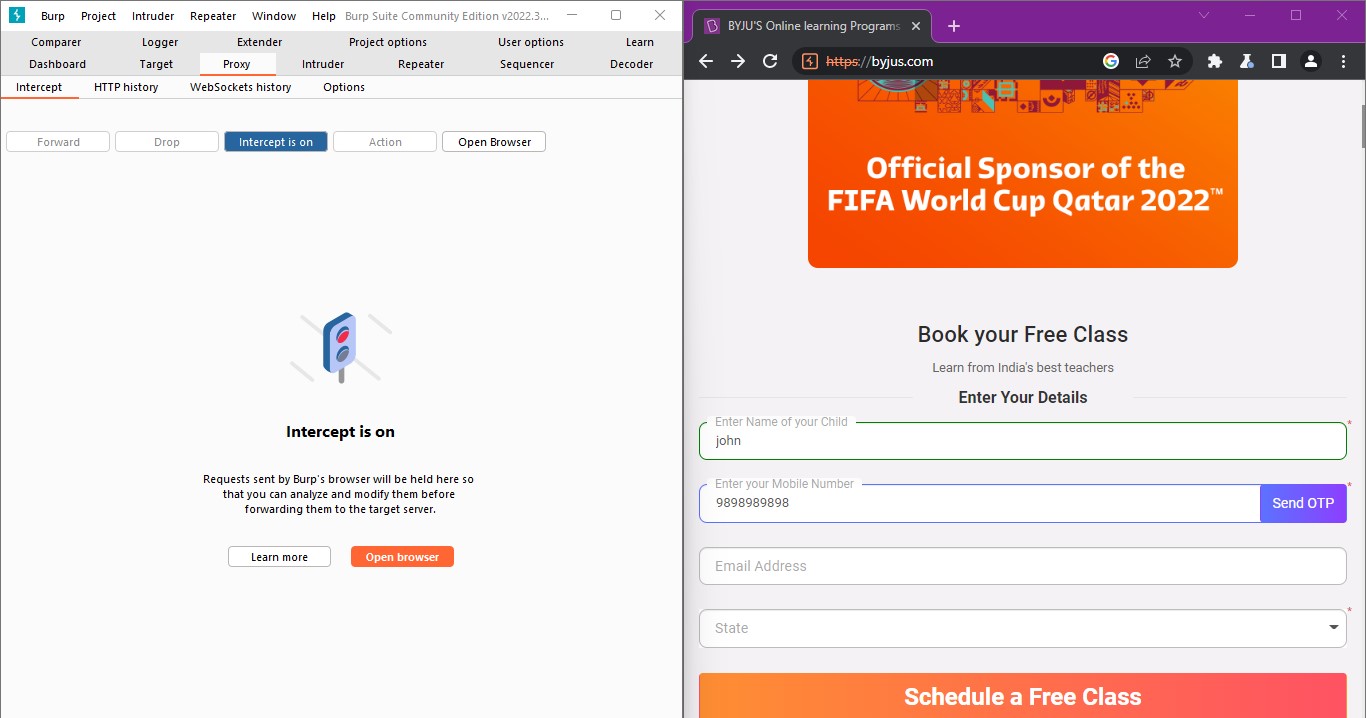 Burp Project Intruder Repeater Window Help Burp Suite Community Edition v2022.3...
Comparer Logger Extender Project options User options Learn
Dashboard Target Proxy Intruder Repeater Sequencer Decoder
Intercept HTTP history WebSockets history Options
Forward Drop Intercept is on Action Open Browser
Intercept is on
Requests sent by Burp's browser will be held here so
that you can analyze and modify them before
forwarding them to the target server.
Learn more Open browser
BYJU'S Online learning Programs
https://byjus.com
Official Sponsor of the
FIFA World Cup Qatar 2022™
Book your Free Class
Learn from India's best teachers
Enter Your Details
Enter Name of your Child *
john
Enter your Mobile Number *
9898989898 Send OTP
Email Address
State *
Schedule a Free Class